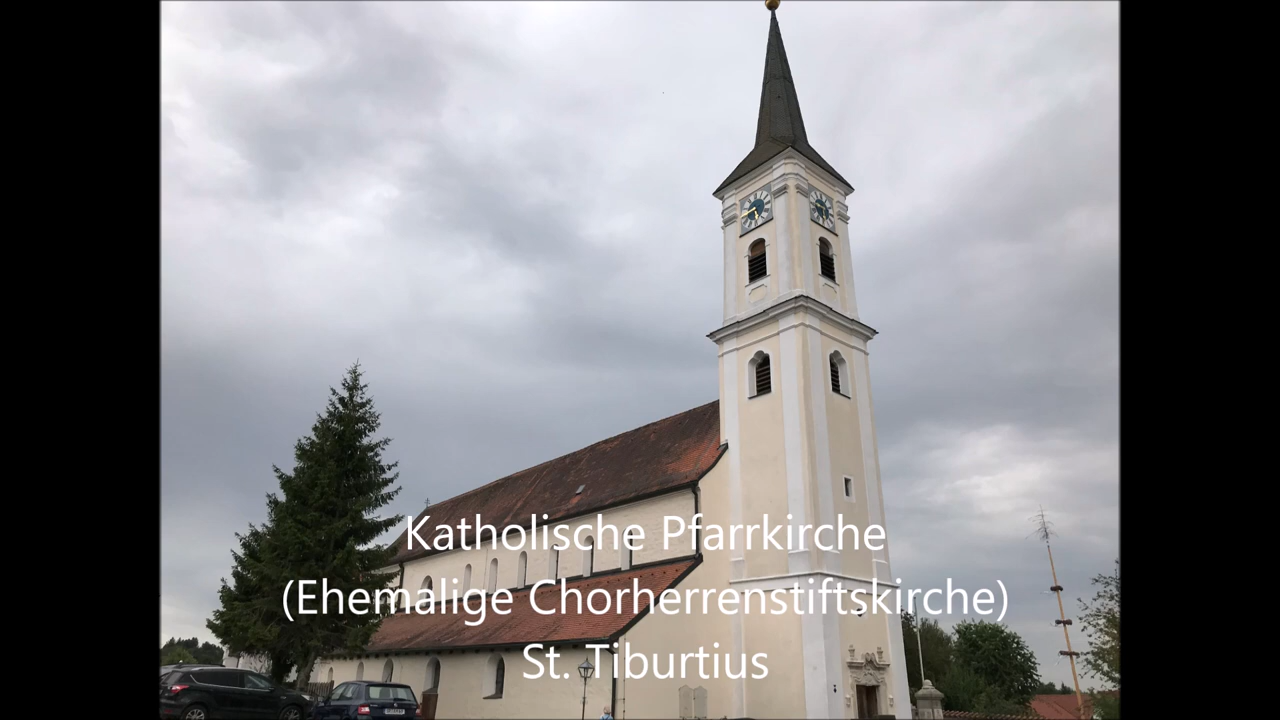 Katholische Pfarrkirche
(Ehemalige Chorherrenstiftskirche)
St. Tiburtius